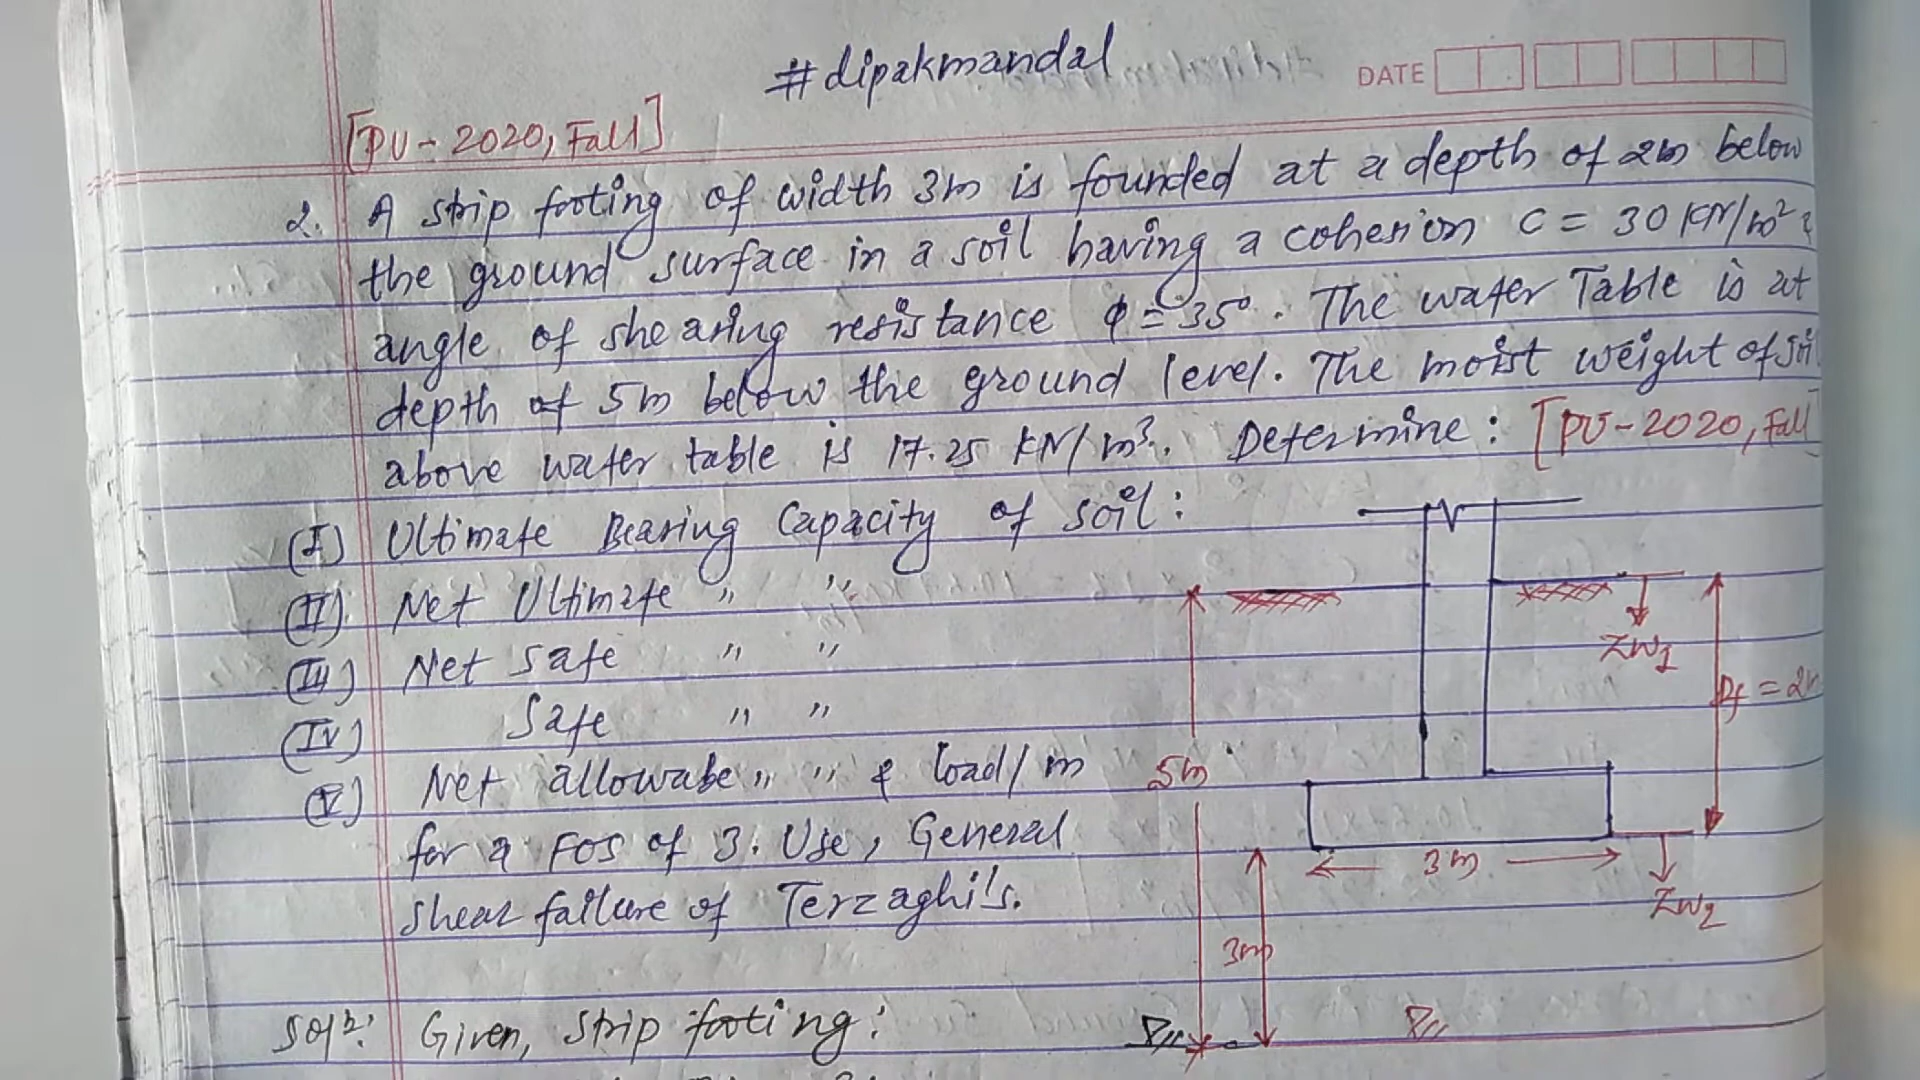 #dipakmandal
DATE
[PU - 2020, Fall]
2. A strip footing of width 3m is founded at a depth of 2m below
the ground surface in a soil having a cohesion C = 30 KN/m² &
angle of shearing resistance φ = 35°. The water Table is at
depth of 5m below the ground level. The moist weight of soil
above water table is 17.25 KN/m³. Determine: [PU-2020, Fall]
(I) Ultimate Bearing Capacity of soil:
(II). Net Ultimate " "
(III) Net safe " "
(IV) Safe " "
(V) Net allowabe " " & load/m
for a FOS of 3. Use, General
shear failure of Terzaghi's.
Zw1
Df = 2m
5m
3m
Zw2
3m
Solⁿ: Given, strip footing: